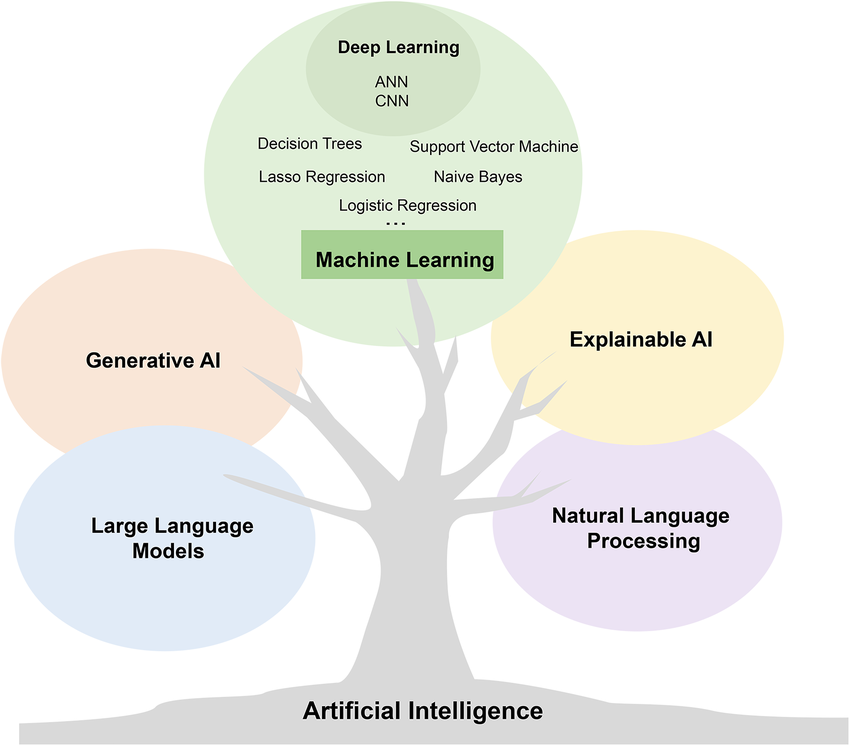 Deep Learning
ANN
CNN
Decision Trees
Support Vector Machine
Lasso Regression
Naive Bayes
Logistic Regression
...
Machine Learning
Generative AI
Explainable AI
Large Language
Models
Natural Language
Processing
Artificial Intelligence